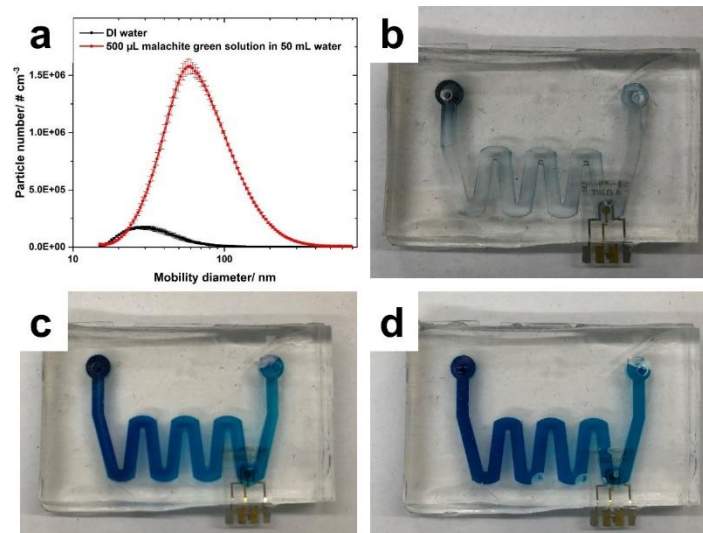 a
DI water
500 µL malachite green solution in 50 mL water
Particle number/ # cm⁻³
1.5E+06
1.0E+06
5.0E+05
0.0E+00
10
100
Mobility diameter/ nm
b
c
d